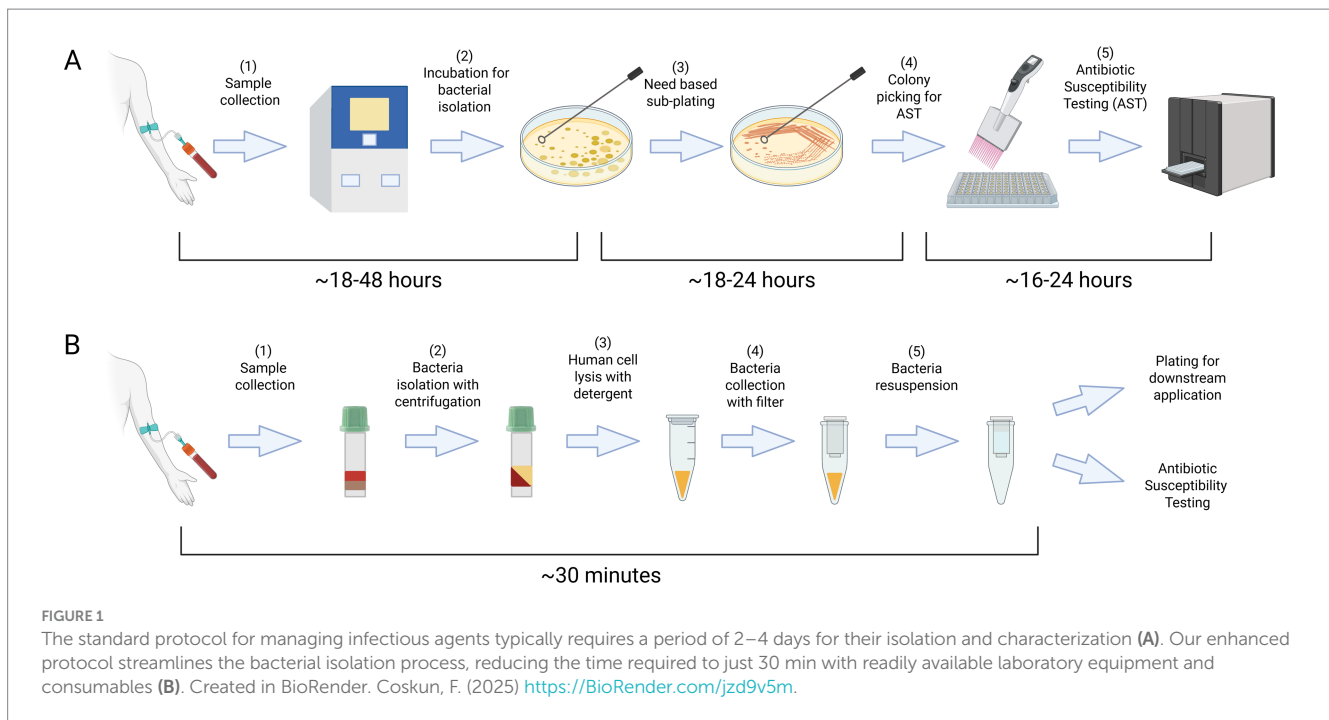 A
(1)
Sample
collection
(2)
Incubation for
bacterial
isolation
(3)
Need based
sub-plating
(4)
Colony
picking for
AST
(5)
Antibiotic
Susceptibility
Testing (AST)
~18-48 hours
~18-24 hours
~16-24 hours
B
(1)
Sample
collection
(2)
Bacteria
isolation with
centrifugation
(3)
Human cell
lysis with
detergent
(4)
Bacteria
collection
with filter
(5)
Bacteria
resuspension
Plating for
downstream
application
Antibiotic
Susceptibility
Testing
~30 minutes
FIGURE 1
The standard protocol for managing infectious agents typically requires a period of 2–4 days for their isolation and characterization (A). Our enhanced
protocol streamlines the bacterial isolation process, reducing the time required to just 30 min with readily available laboratory equipment and
consumables (B). Created in BioRender. Coskun, F. (2025) https://BioRender.com/jzd9v5m.